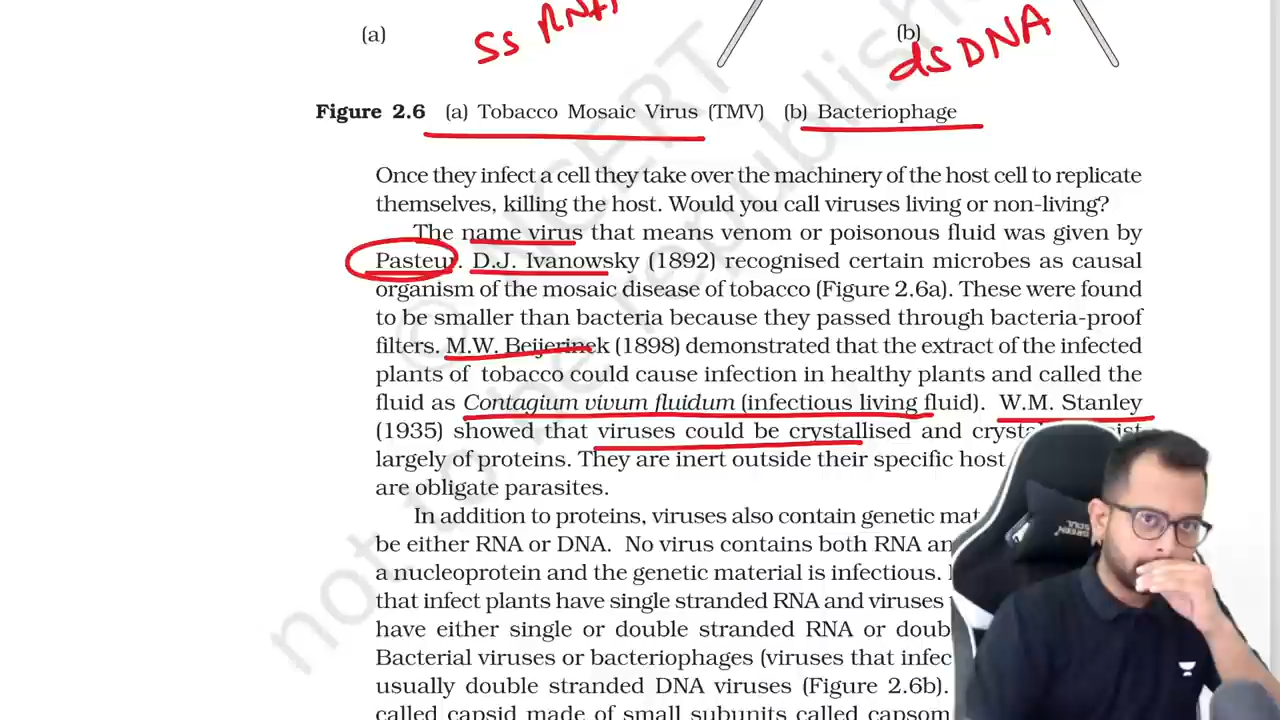 (a)
ss RNA
(b)
ds DNA
Figure 2.6 (a) Tobacco Mosaic Virus (TMV) (b) Bacteriophage
Once they infect a cell they take over the machinery of the host cell to replicate
themselves, killing the host. Would you call viruses living or non-living?
The name virus that means venom or poisonous fluid was given by
Pasteur. D.J. Ivanowsky (1892) recognised certain microbes as causal
organism of the mosaic disease of tobacco (Figure 2.6a). These were found
to be smaller than bacteria because they passed through bacteria-proof
filters. M.W. Beijerinek (1898) demonstrated that the extract of the infected
plants of tobacco could cause infection in healthy plants and called the
fluid as Contagium vivum fluidum (infectious living fluid). W.M. Stanley
(1935) showed that viruses could be crystallised and
largely of proteins. They are inert outside their specific host
are obligate parasites.
In addition to proteins, viruses also contain genetic
be either RNA or DNA. No virus contains both RNA
a nucleoprotein and the genetic material is infectious.
that infect plants have single stranded RNA and viruses
have either single or double stranded RNA or
Bacterial viruses or bacteriophages (viruses that
usually double stranded DNA viruses (Figure 2.6b).
called capsid made of small subunits called
© NCERT
not to be republished